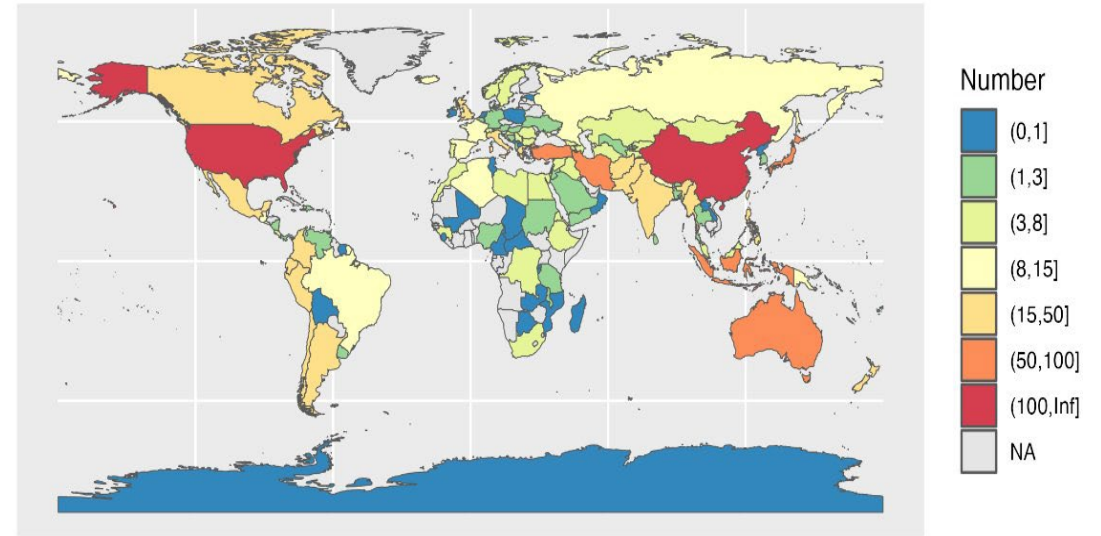 Number
(0,1]
(1,3]
(3,8]
(8,15]
(15,50]
(50,100]
(100,Inf]
NA